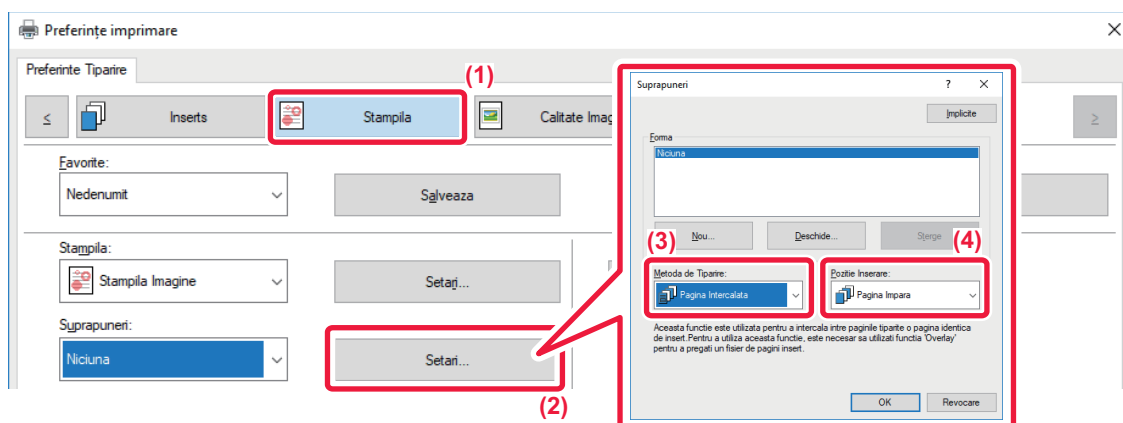 Preferințe imprimare
Preferinte Tiparire
(1)
<
Inserts
Stampila
Calitate Imag
>
Favorite:
Nedenumit
Salveaza
Stampila:
Stampila Imagine
Setari...
Suprapuneri:
Niciuna
Setari...
(2)
Suprapuneri
?
Implicite
Forma
Niciuna
Nou...
Deschide...
Sterge
(3)
(4)
Metoda de Tiparire:
Pagina Intercalata
Pozitie Inserare:
Pagina Impara
Aceasta functie este utilizata pentru a intercala intre paginile tiparite o pagina identica
de insert.Pentru a utiliza aceasta functie, este necesar sa utilizati functia 'Overlay'
pentru a pregati un fisier de pagini insert.
OK
Revocare